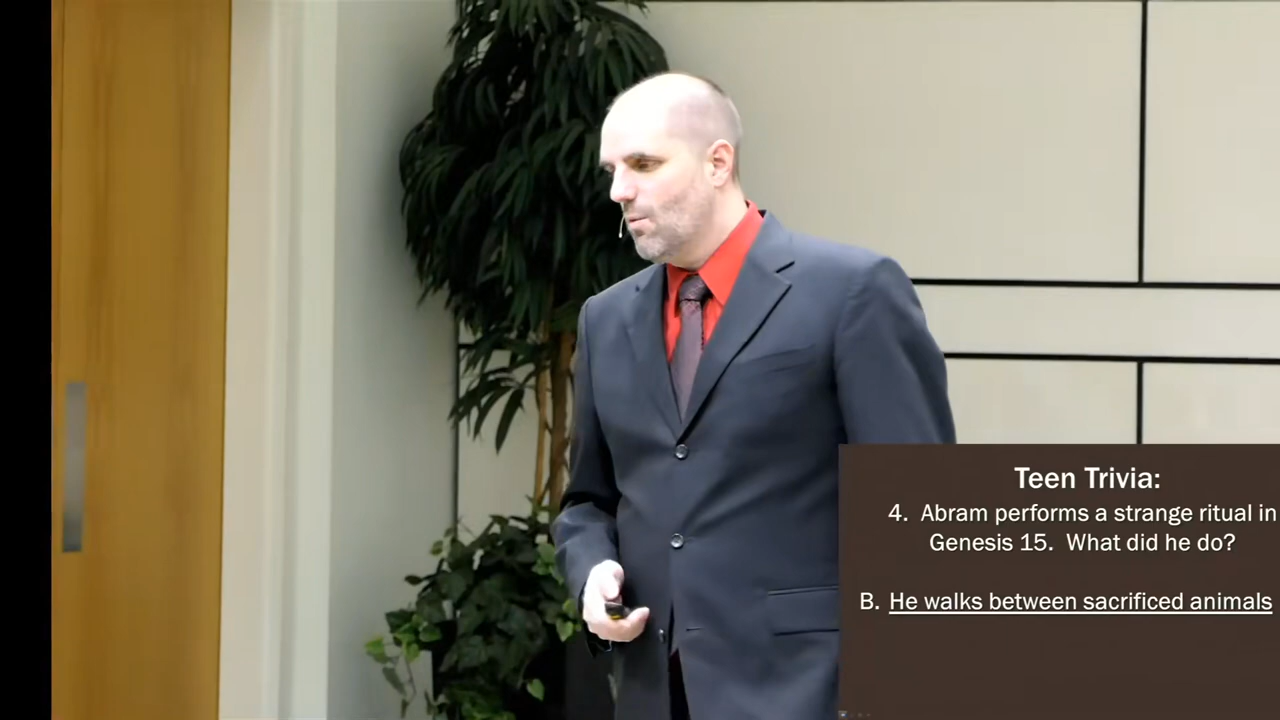 Teen Trivia:
4. Abram performs a strange ritual in
Genesis 15. What did he do?
B. He walks between sacrificed animals